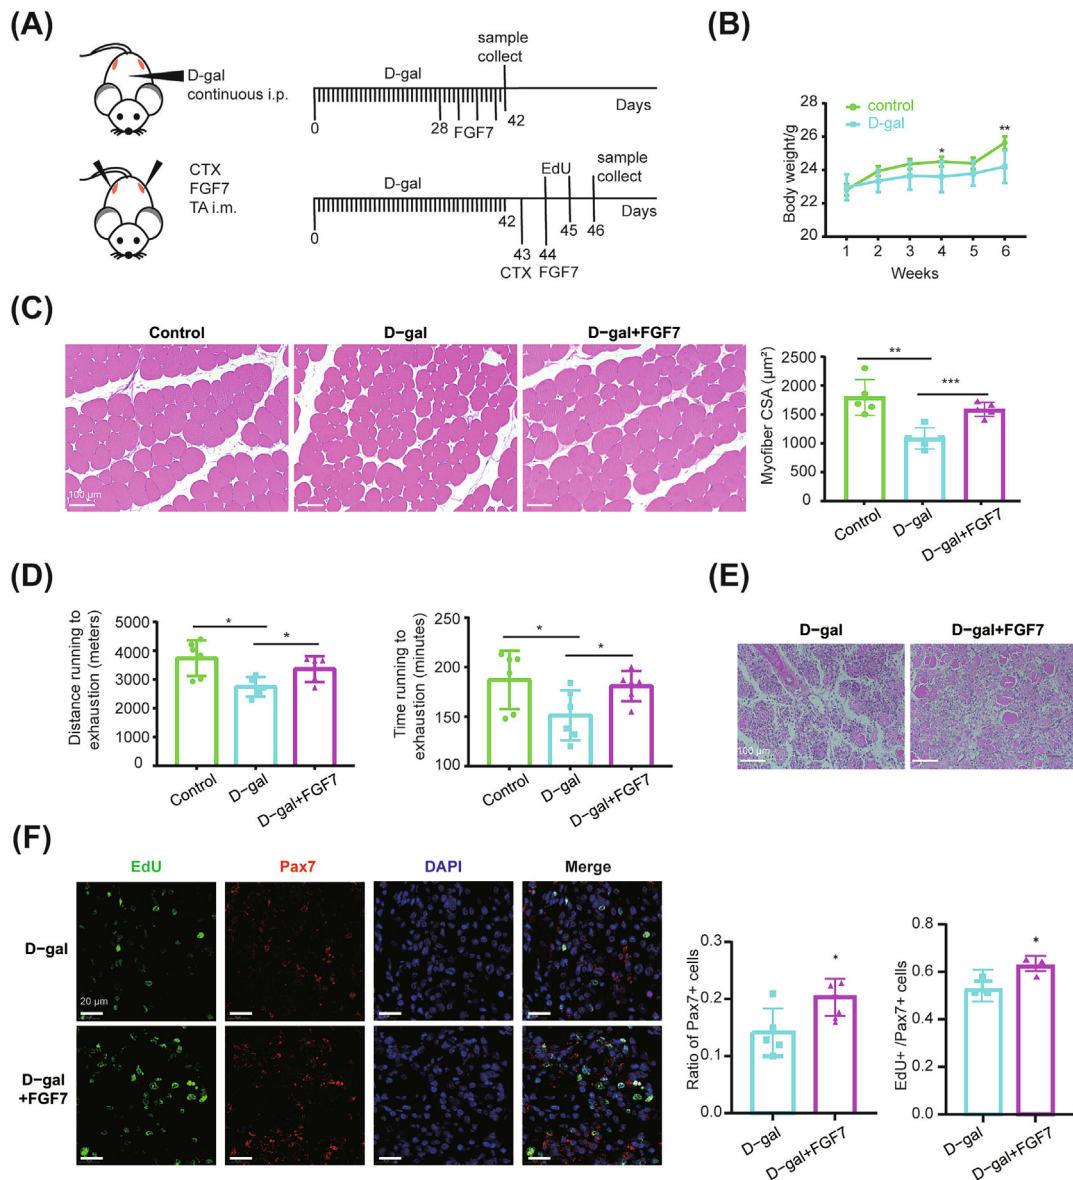 (A)
D-gal
continuous i.p.
sample
collect
D-gal
Days
0
28
FGF7
42
CTX
FGF7
TA i.m.
EdU
sample
collect
D-gal
Days
0
42
43
44
45
46
CTX
FGF7
(B)
control
D-gal
Body weight/g
26
24
22
20
*
**
1 2 3 4 5 6
Weeks
(C)
Control
D-gal
D-gal+FGF7
100 µm
Myofiber CSA (µm²)
2500
2000
1500
1000
500
0
**
***
Control
D-gal
D-gal+FGF7
(D)
Distance running to
exhaustion (meters)
5000
4000
3000
2000
1000
0
*
*
Control
D-gal
D-gal+FGF7
Time running to
exhaustion (minutes)
250
200
150
100
*
*
Control
D-gal
D-gal+FGF7
(E)
D-gal
D-gal+FGF7
100 µm
(F)
EdU
Pax7
DAPI
Merge
D-gal
20 µm
D-gal
+FGF7
Ratio of Pax7+ cells
0.3
0.2
0.1
0.0
*
D-gal
D-gal+FGF7
EdU+ /Pax7+ cells
0.8
0.6
0.4
0.2
0.0
*
D-gal
D-gal+FGF7